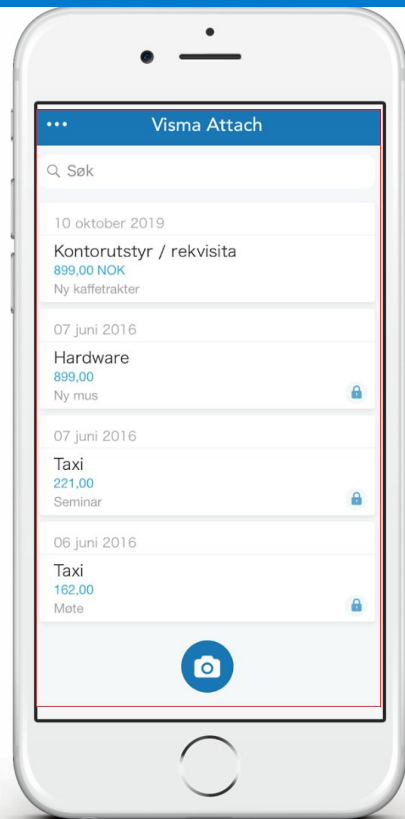 Visma Attach
Søk
10 oktober 2019
Kontorutstyr / rekvisita
899,00 NOK
Ny kaffetrakter
07 juni 2016
Hardware
899,00
Ny mus
07 juni 2016
Taxi
221,00
Seminar
06 juni 2016
Taxi
162,00
Møte